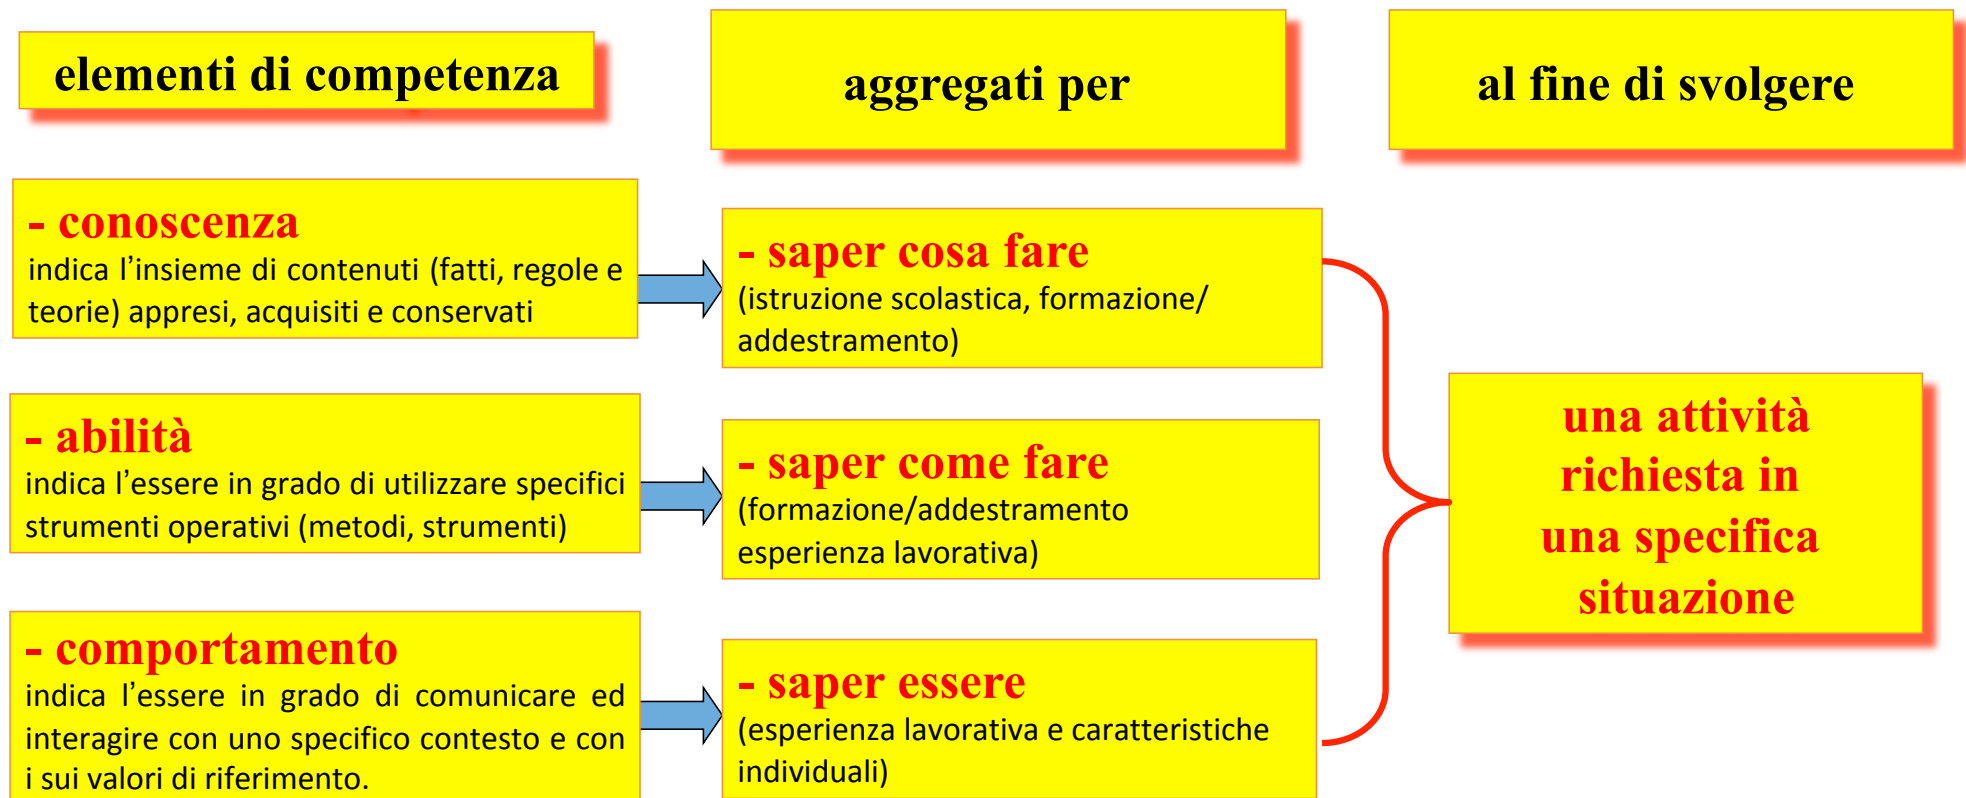 elementi di competenza
aggregati per
al fine di svolgere
- conoscenza
indica l'insieme di contenuti (fatti, regole e
teorie) appresi, acquisiti e conservati
- saper cosa fare
(istruzione scolastica, formazione/
addestramento)
- abilità
indica l'essere in grado di utilizzare specifici
strumenti operativi (metodi, strumenti)
- saper come fare
(formazione/addestramento
esperienza lavorativa)
- comportamento
indica l'essere in grado di comunicare ed
interagire con uno specifico contesto e con
i sui valori di riferimento.
- saper essere
(esperienza lavorativa e caratteristiche
individuali)
una attività
richiesta in
una specifica
situazione